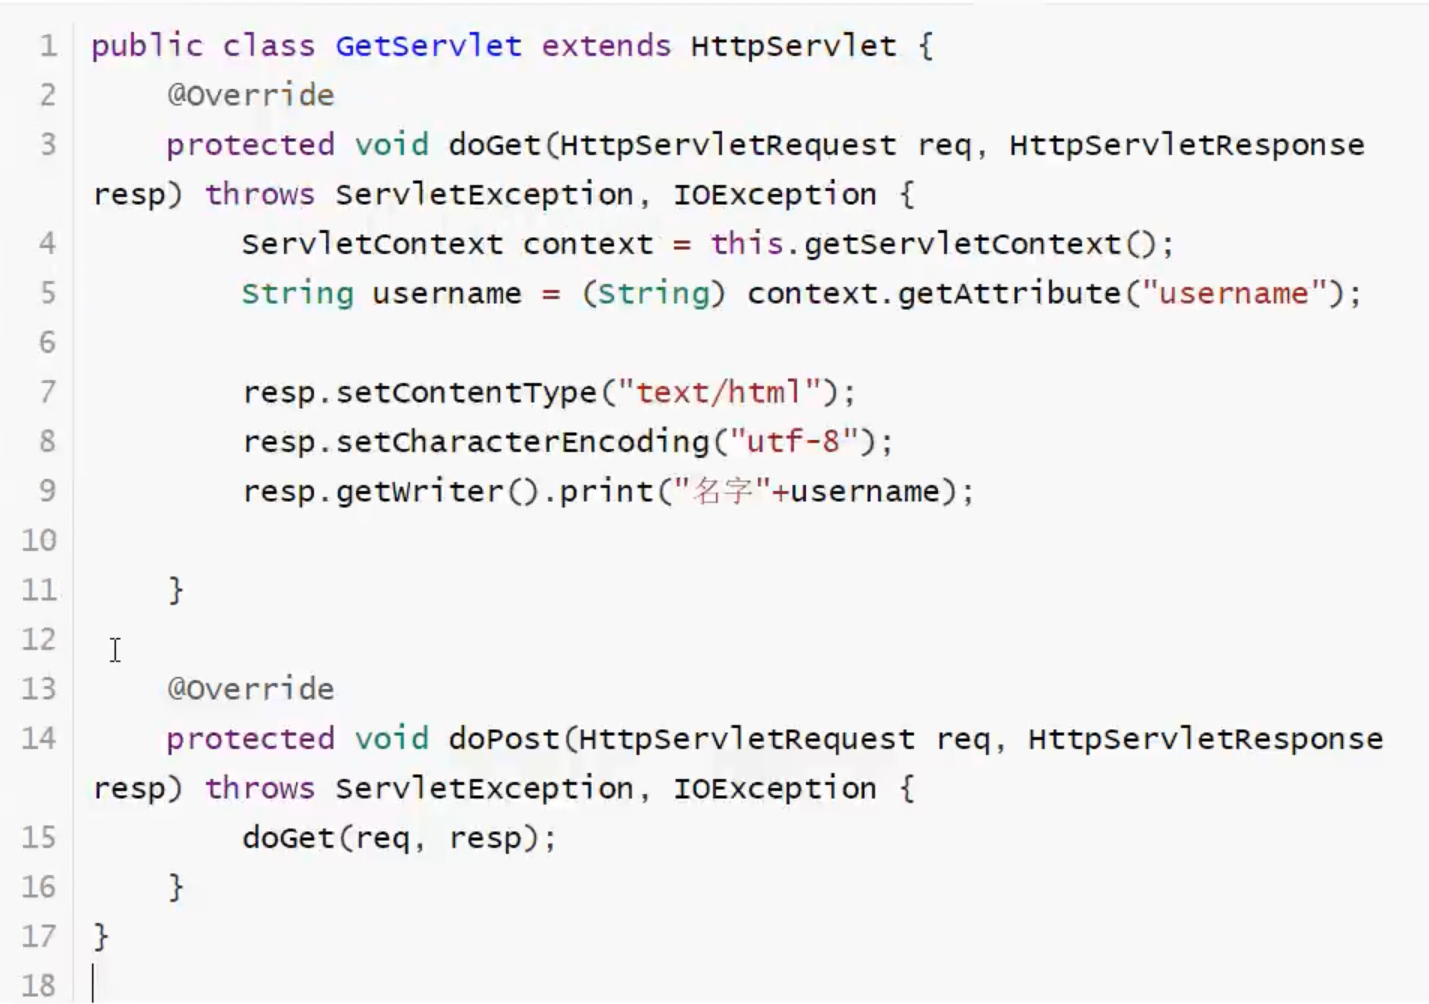 1 public class GetServlet extends HttpServlet {
2     @Override
3     protected void doGet(HttpServletRequest req, HttpServletResponse
resp) throws ServletException, IOException {
4         ServletContext context = this.getServletContext();
5         String username = (String) context.getAttribute("username");
6
7         resp.setContentType("text/html");
8         resp.setCharacterEncoding("utf-8");
9         resp.getWriter().print("名字"+username);
10
11     }
12
13     @Override
14     protected void doPost(HttpServletRequest req, HttpServletResponse
resp) throws ServletException, IOException {
15         doGet(req, resp);
16     }
17 }
18